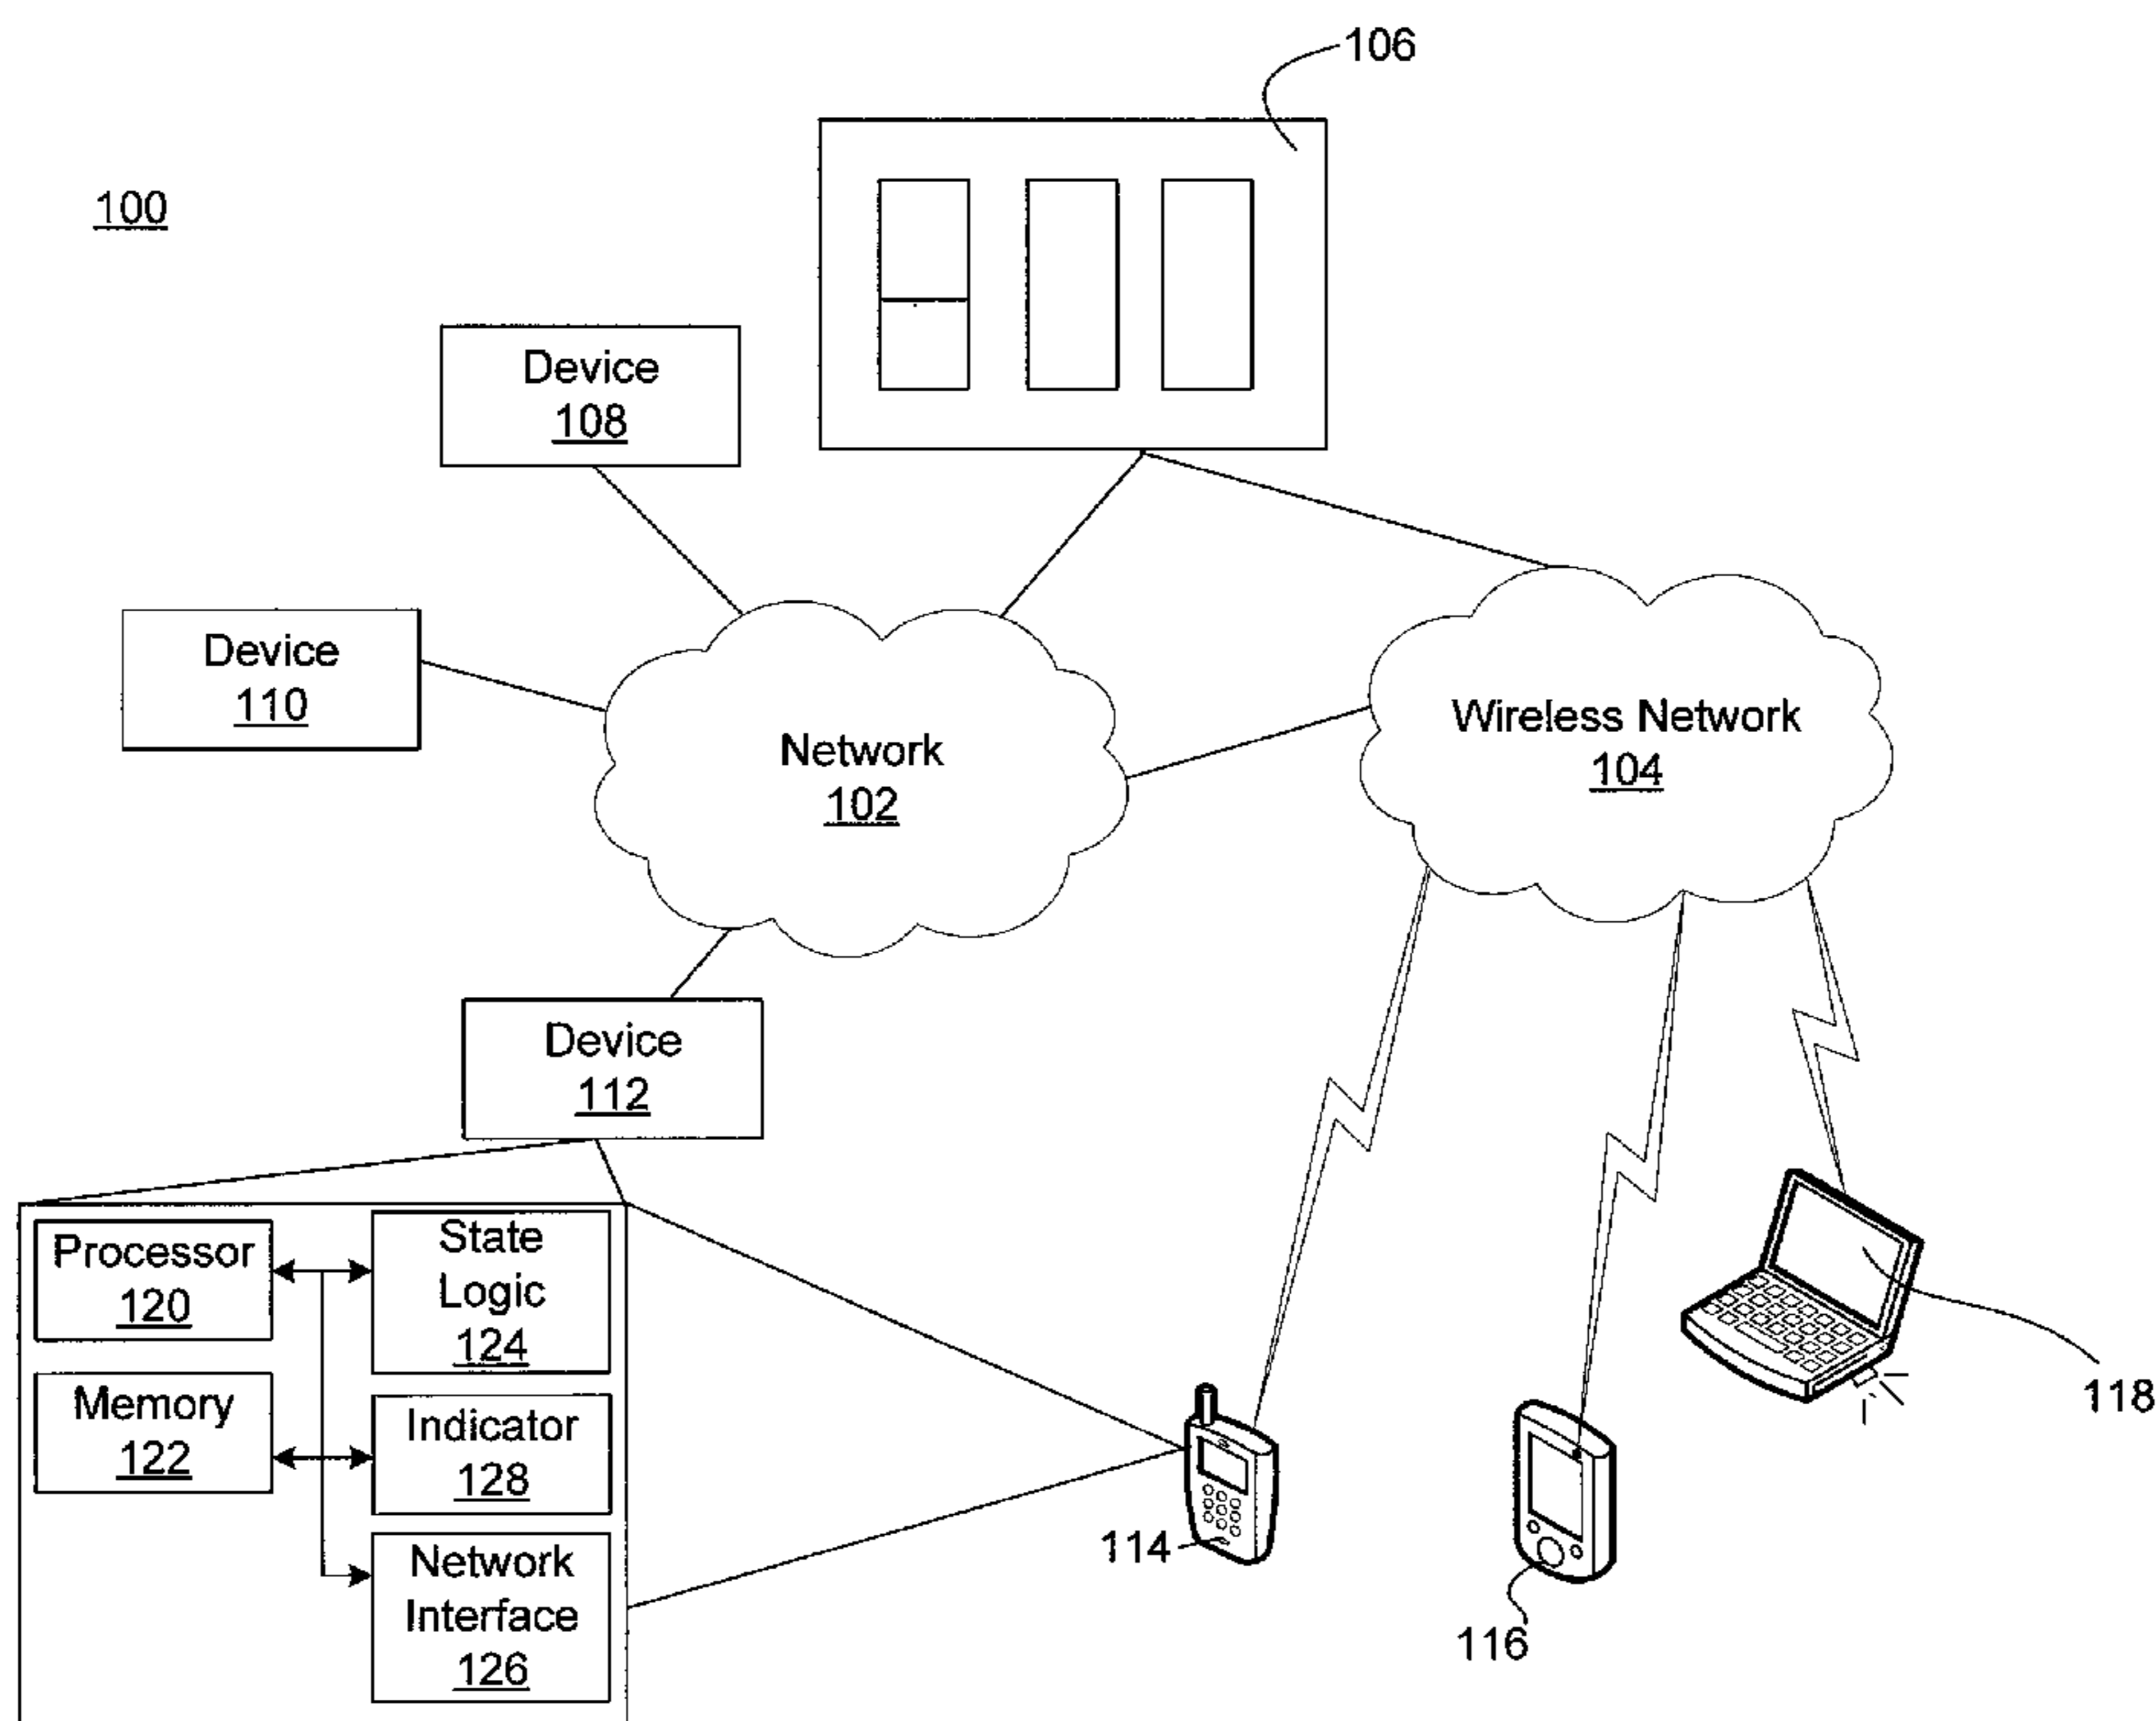 106
100
Device
108
Device
110
Network
102
Wireless Network
104
Device
112
Processor
120
State
Logic
124
Memory
122
Indicator
128
Network
Interface
126
114
116
118